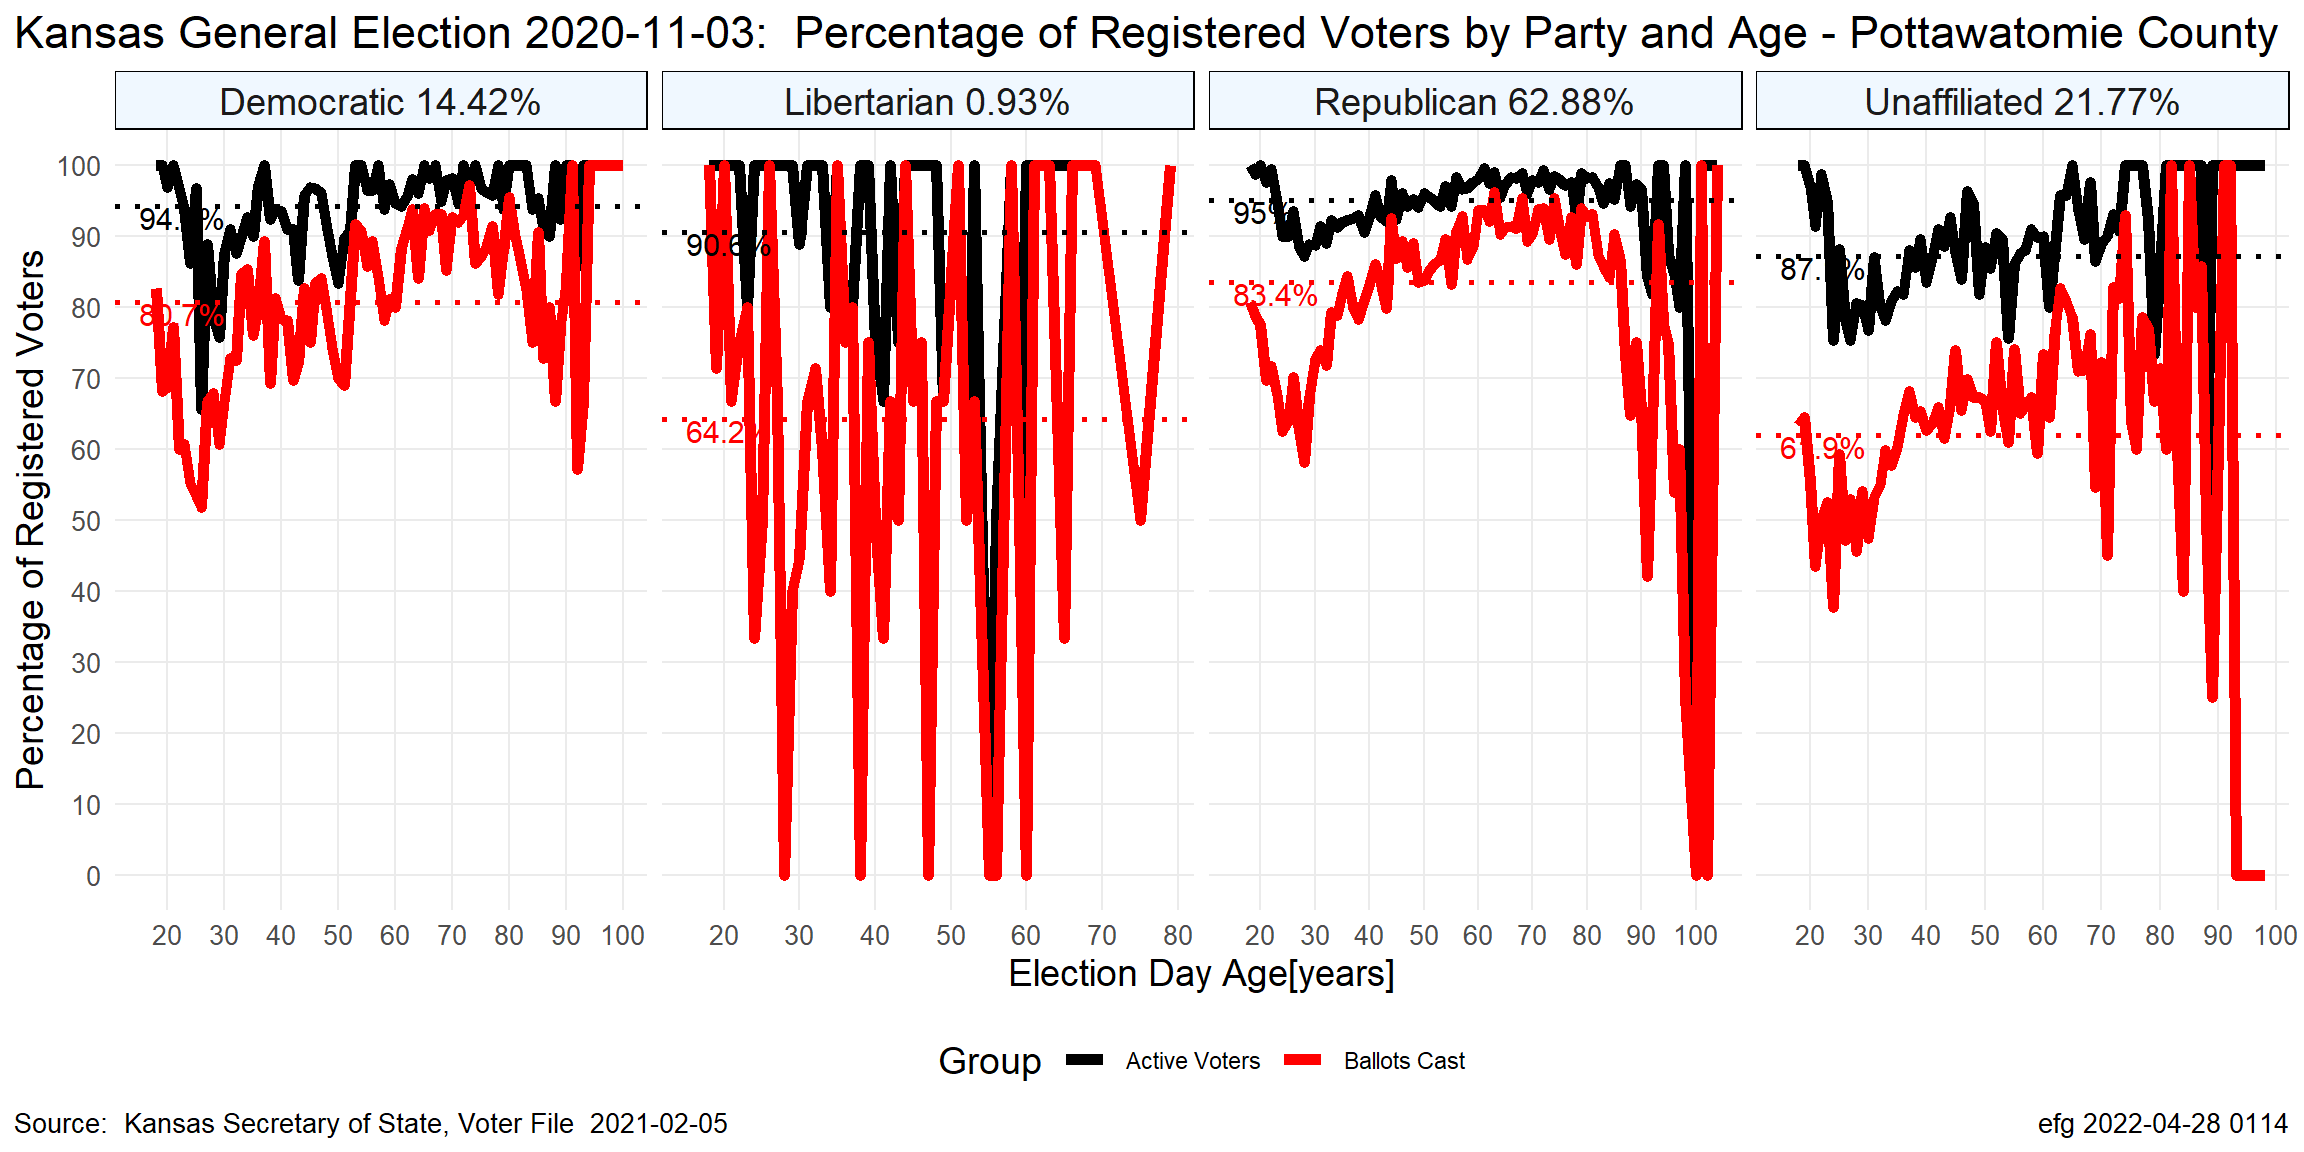 Kansas General Election 2020-11-03:  Percentage of Registered Voters by Party and Age - Pottawatomie County
Democratic 14.42%
Libertarian 0.93%
Republican 62.88%
Unaffiliated 21.77%
Percentage of Registered Voters
100
90
80
70
60
50
40
30
20
10
0
80.7%
90.6%
64.2%
95%
83.4%
20 30 40 50 60 70 80 90 100
20 30 40 50 60 70 80
20 30 40 50 60 70 80 90 100
20 30 40 50 60 70 80 90 100
Election Day Age[years]
Group Active Voters Ballots Cast
Source:  Kansas Secretary of State, Voter File  2021-02-05
efg 2022-04-28 0114